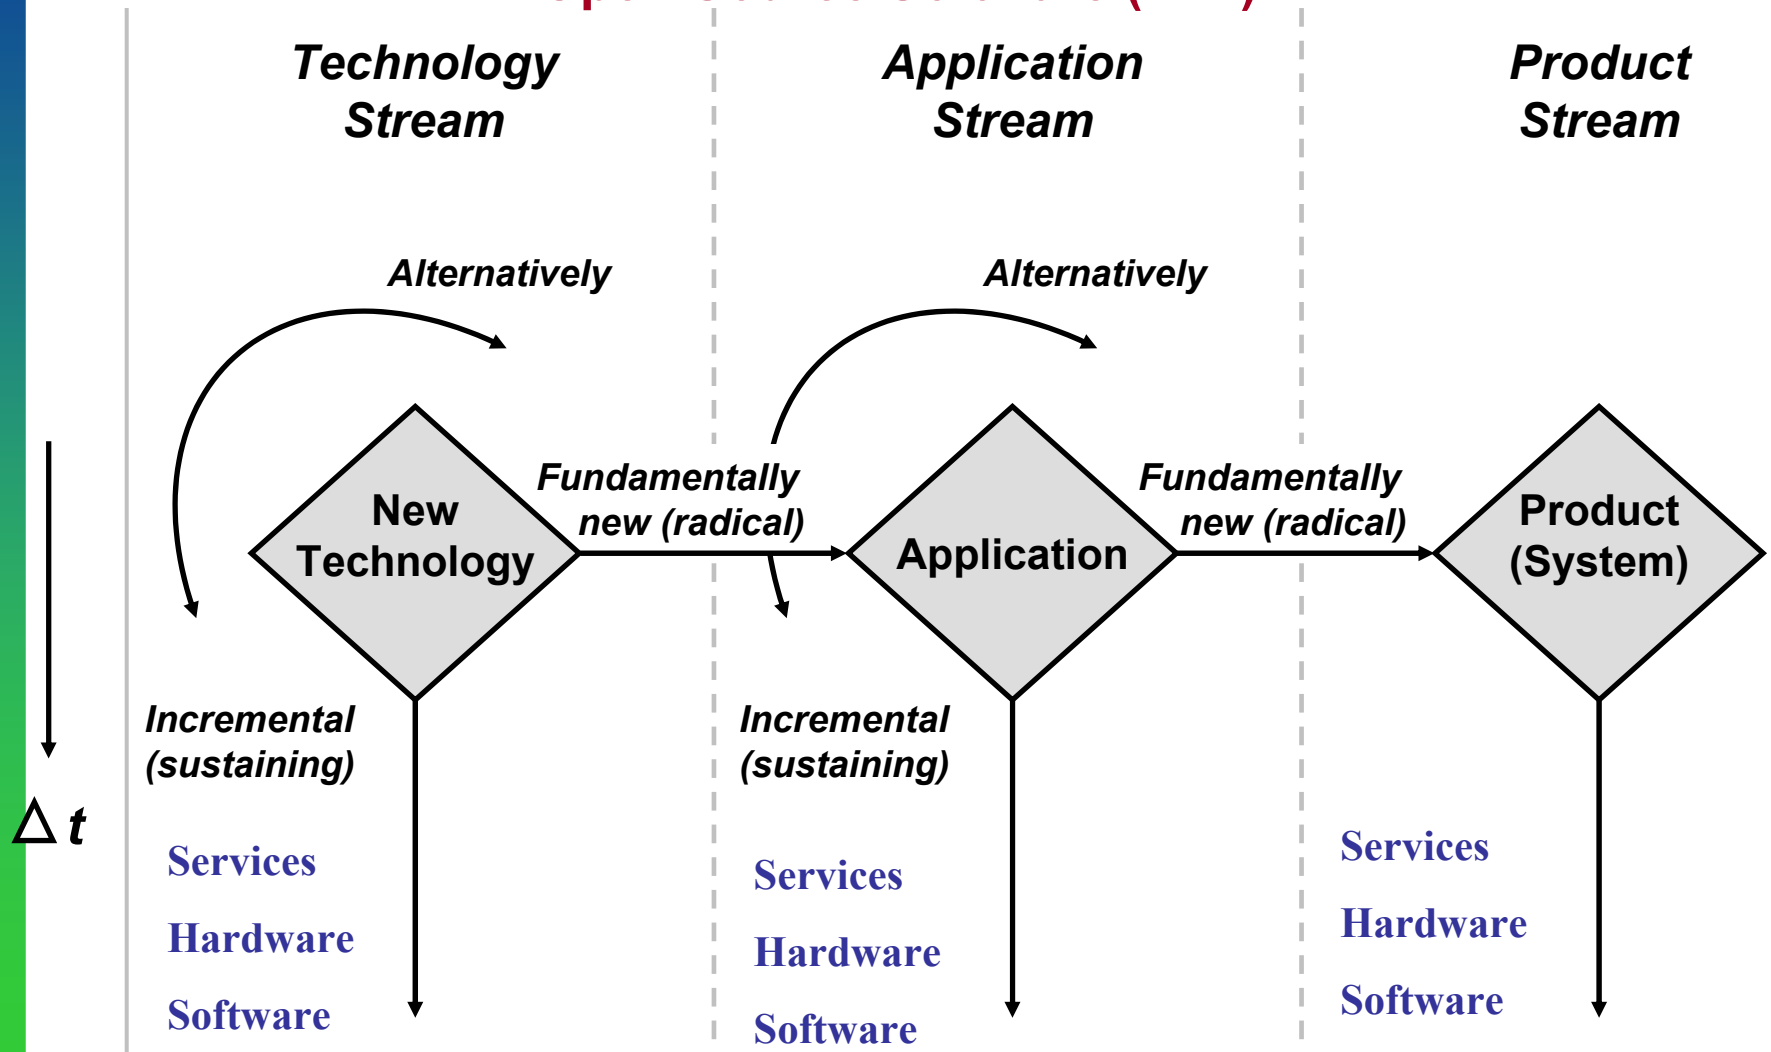 Technology
Stream
Application
Stream
Product
Stream
Alternatively
Alternatively
Fundamentally
new (radical)
Fundamentally
new (radical)
New
Technology
Application
Product
(System)
Incremental
(sustaining)
Incremental
(sustaining)
Δ t
Services
Hardware
Software
Services
Hardware
Software
Services
Hardware
Software